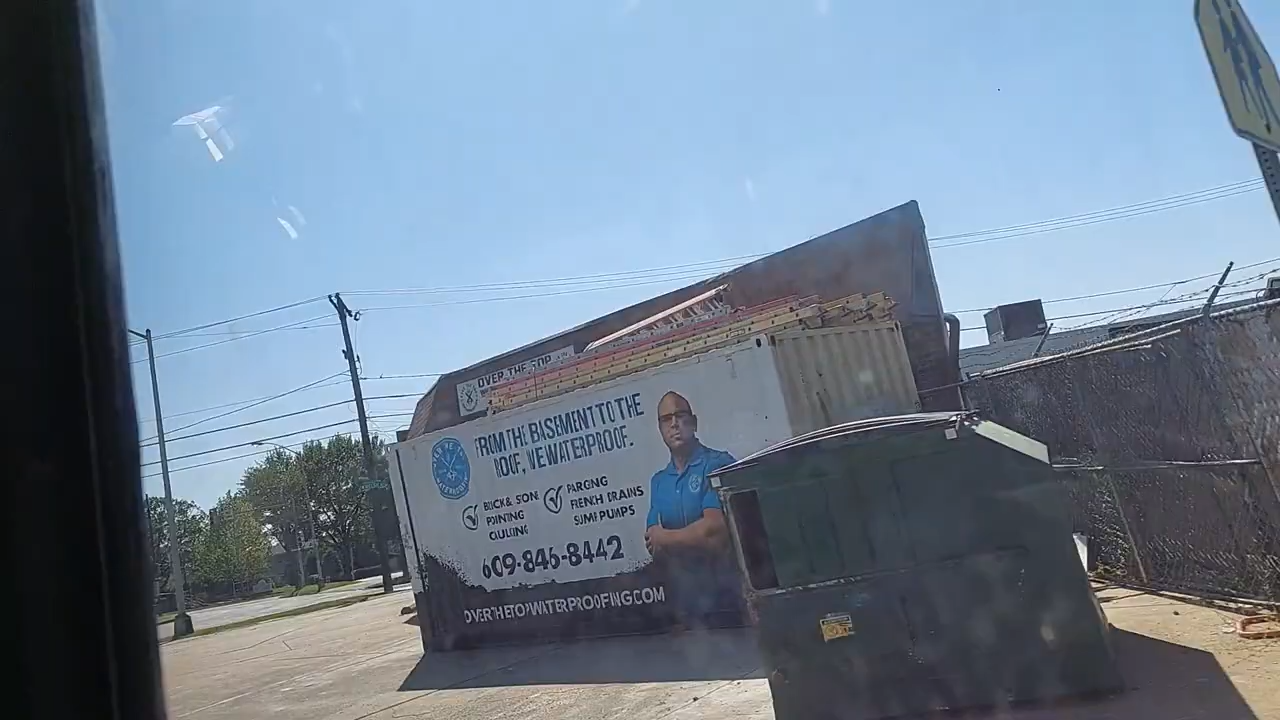 OVER THE TOP
FROM THE BASEMENT TO THE
ROOF, WE WATERPROOF.
BRICK & STONE
POINTING
CAULKING
PARGING
FRENCH DRAINS
SUMP PUMPS
609-846-8442
OVERTHETOPWATERPROOFING.COM